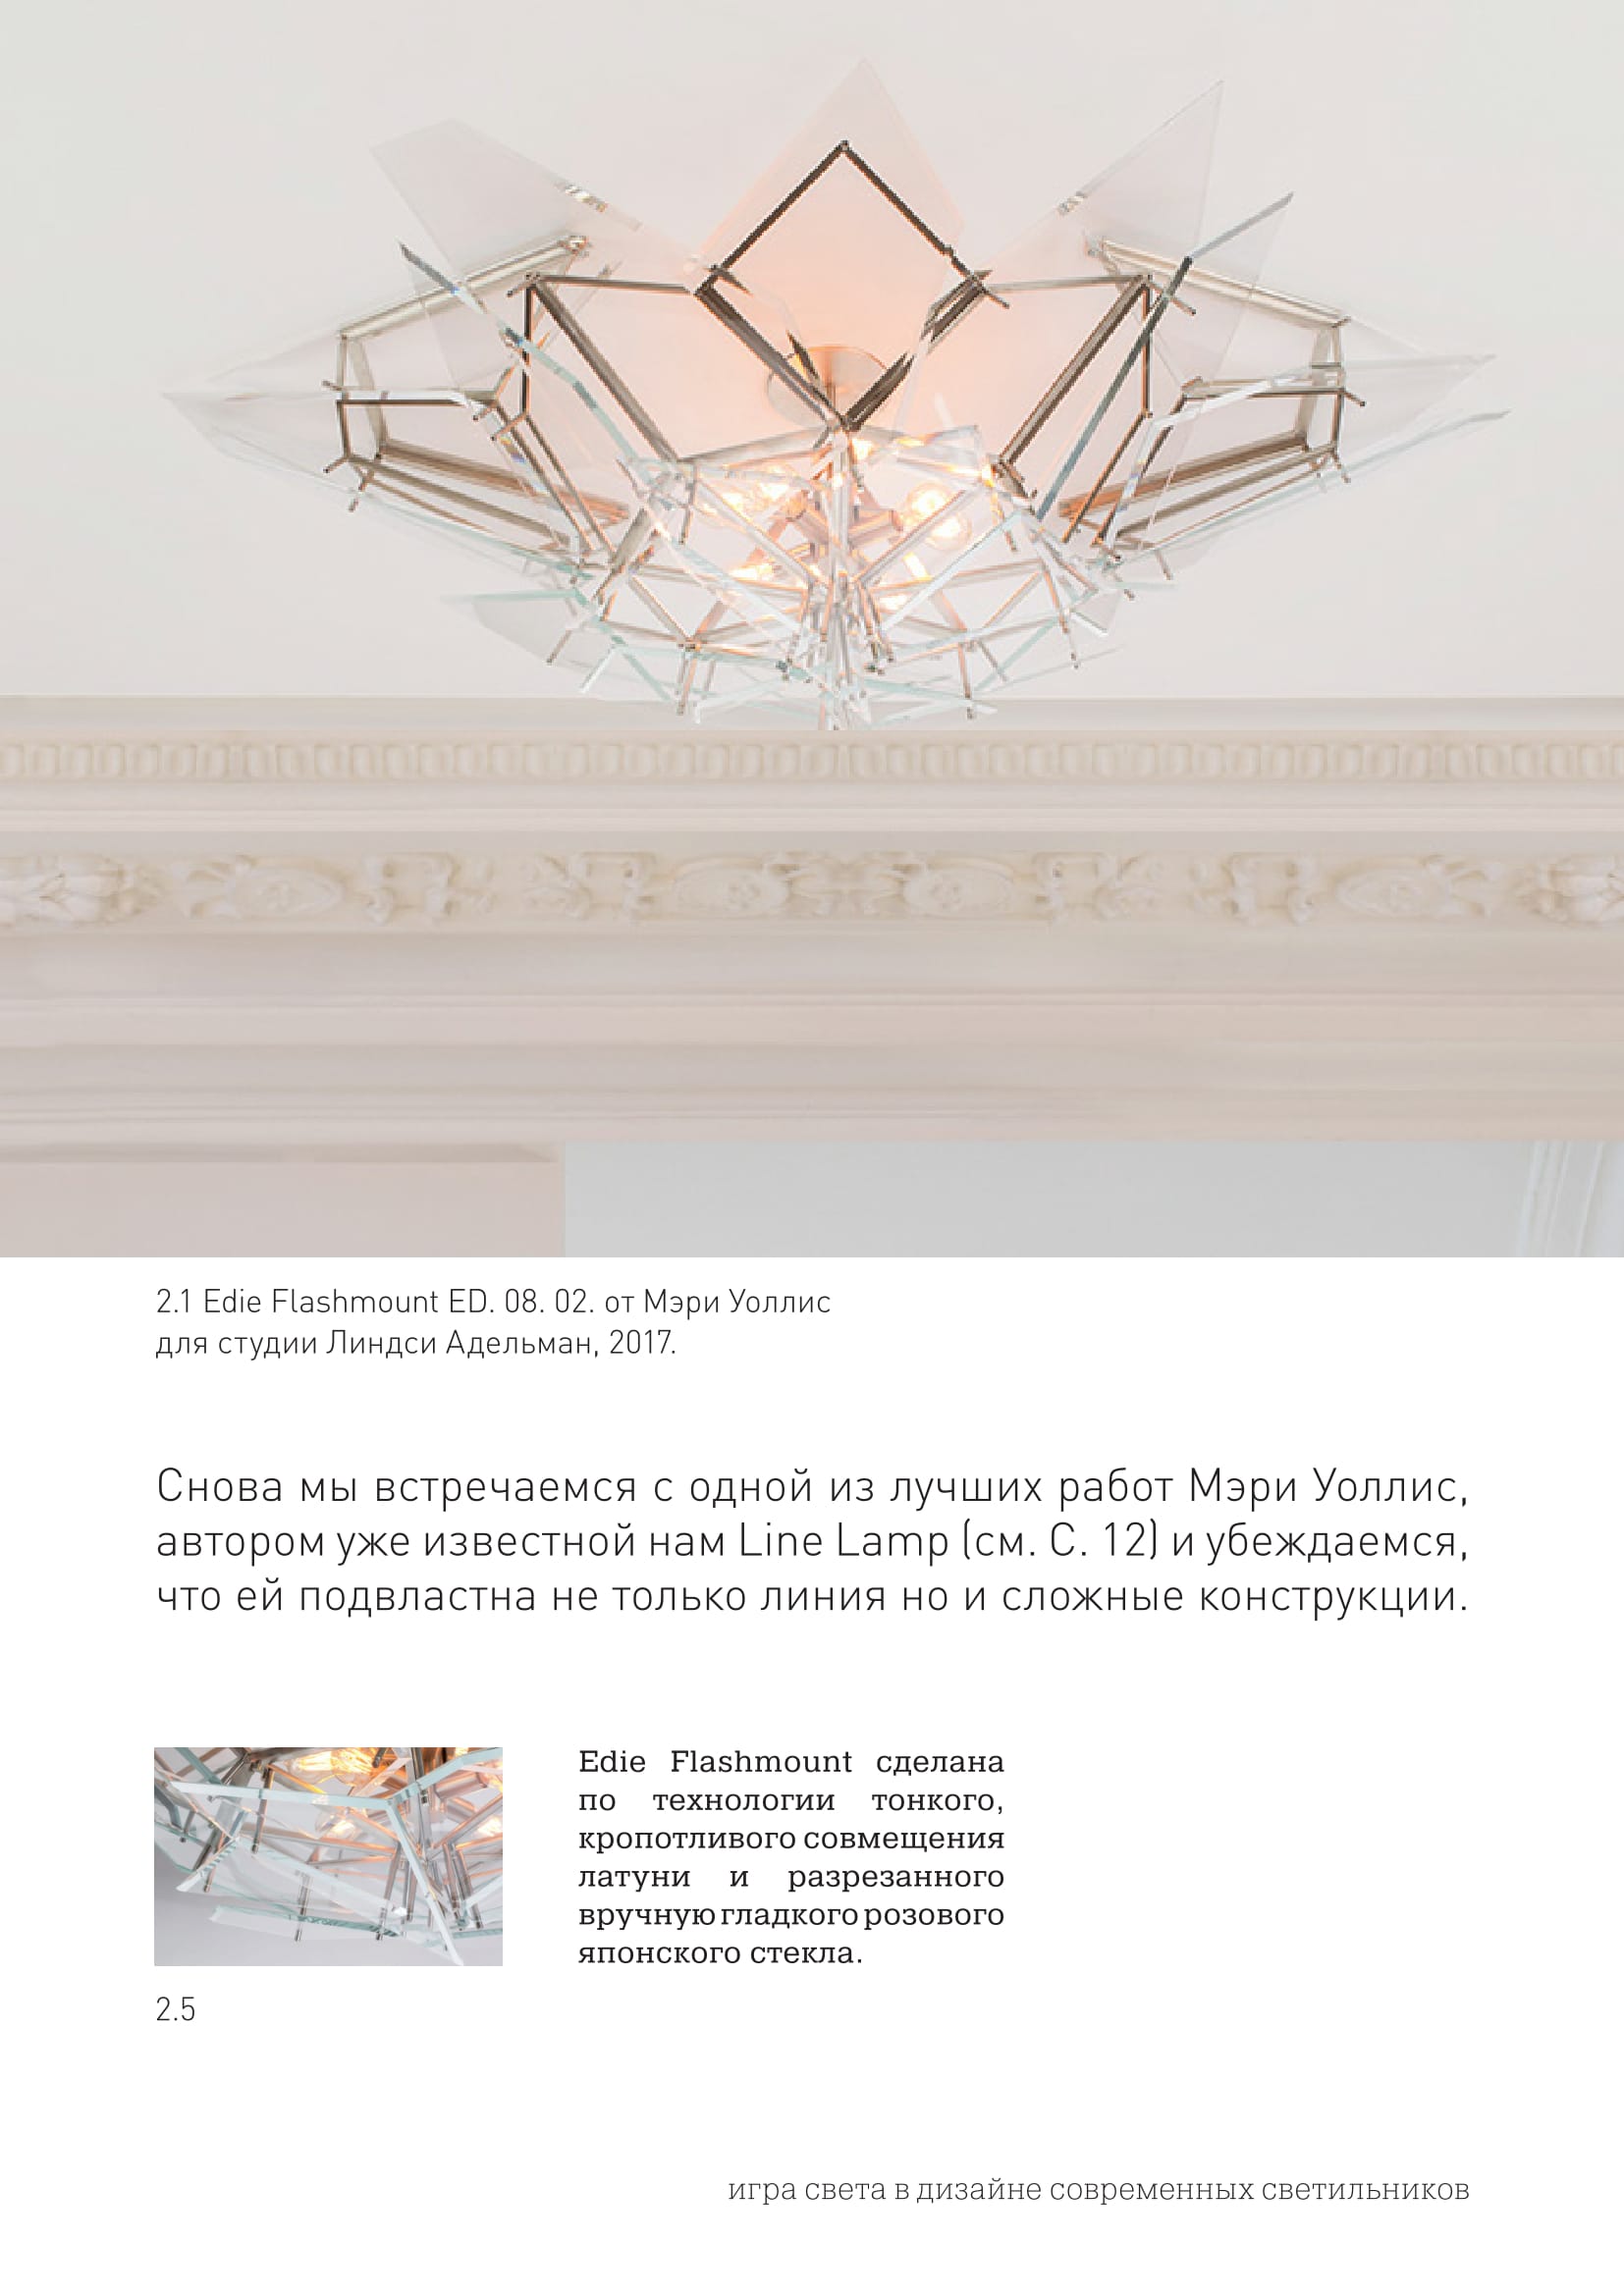 2.1 Edie Flashmount ED. 08. 02. от Мэри Уоллис
для студии Линдси Адельман, 2017.
Снова мы встречаемся с одной из лучших работ Мэри Уоллис,
автором уже известной нам Line Lamp (см. С. 12) и убеждаемся,
что ей подвластна не только линия но и сложные конструкции.
Edie Flashmount сделана
по технологии тонкого,
кропотливого совмещения
латуни и разрезанного
вручную гладкого розового
японского стекла.
2.5
игра света в дизайне современных светильников